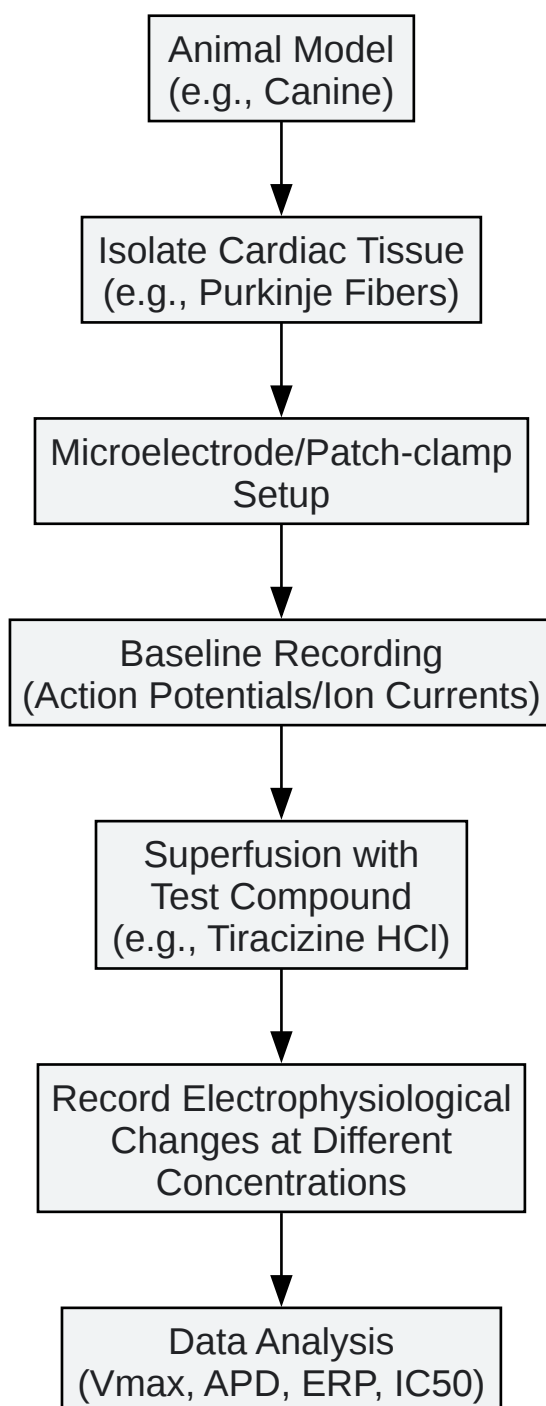 Animal Model
(e.g., Canine)
Isolate Cardiac Tissue
(e.g., Purkinje Fibers)
Microelectrode/Patch-clamp
Setup
Baseline Recording
(Action Potentials/Ion Currents)
Superfusion with
Test Compound
(e.g., Tiracizine HCl)
Record Electrophysiological
Changes at Different
Concentrations
Data Analysis
(Vmax, APD, ERP, IC50)